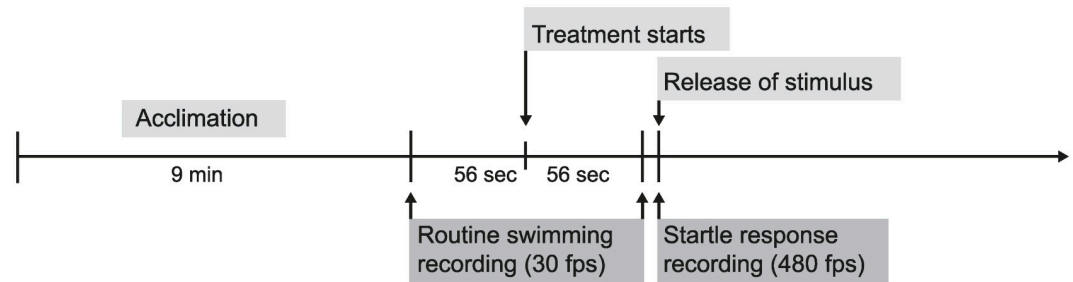 Treatment starts
Release of stimulus
Acclimation
9 min
56 sec
56 sec
Routine swimming
recording (30 fps)
Startle response
recording (480 fps)